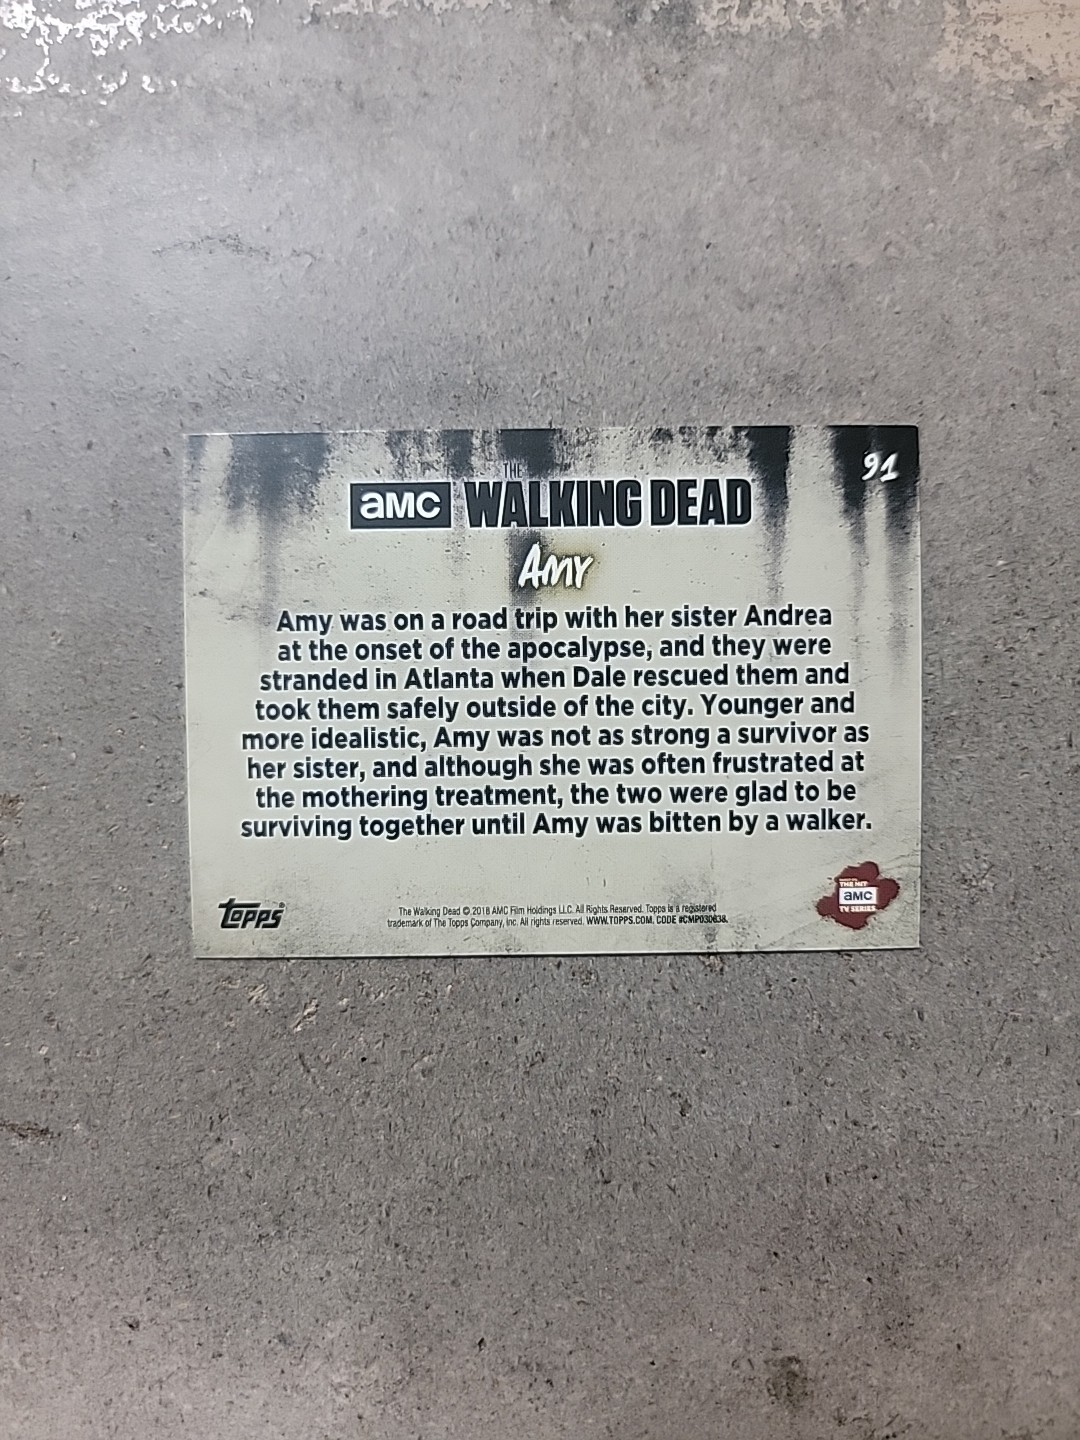 91
THE
aMC WALKING DEAD
AMY
Amy was on a road trip with her sister Andrea
at the onset of the apocalypse, and they were
stranded in Atlanta when Dale rescued them and
took them safely outside of the city. Younger and
more idealistic, Amy was not as strong a survivor as
her sister, and although she was often frustrated at
the mothering treatment, the two were glad to be
surviving together until Amy was bitten by a walker.
topps®
The Walking Dead © 2018 AMC Film Holdings LLC. All Rights Reserved. Topps is a registered
trademark of The Topps Company, Inc. All rights reserved. WWW.TOPPS.COM. CODE #CMP030638.
THE HIT
aMC
TV SERIES